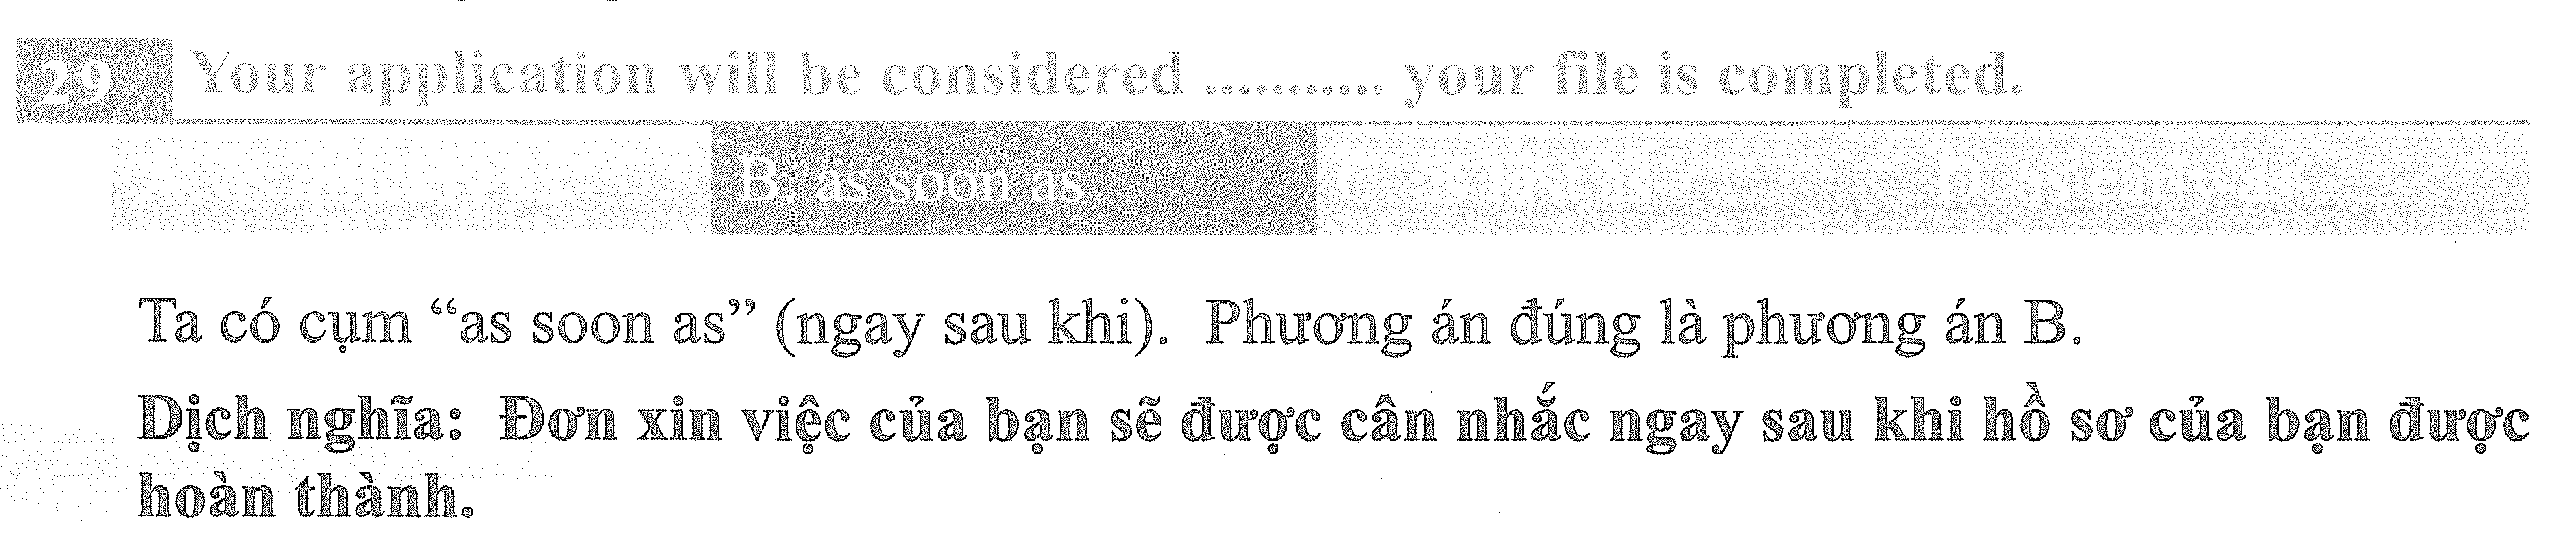 29 Your application will be considered ........... your file is completed.
A. as quickly as B. as soon as C. as fast as D. as early as
Ta có cụm “as soon as” (ngay sau khi). Phương án đúng là phương án B.
Dịch nghĩa: Đơn xin việc của bạn sẽ được cân nhắc ngay sau khi hồ sơ của bạn được
hoàn thành.